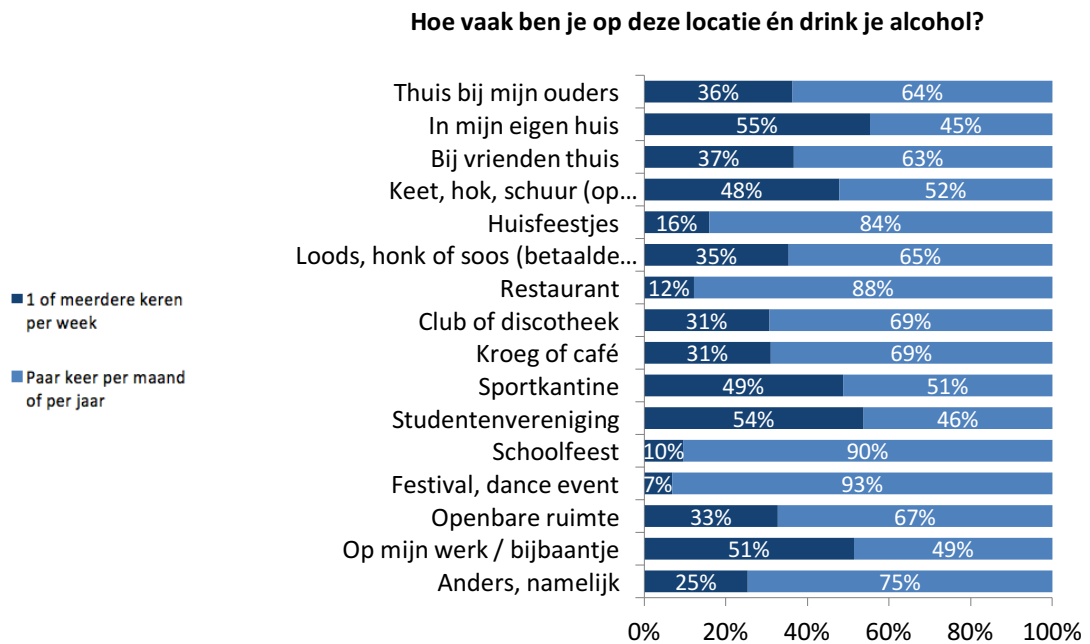 Hoe vaak ben je op deze locatie én drink je alcohol?
Thuis bij mijn ouders 36% 64%
In mijn eigen huis 55% 45%
Bij vrienden thuis 37% 63%
Keet, hok, schuur (op... 48% 52%
Huisfeestjes 16% 84%
Loods, honk of soos (betaalde... 35% 65%
Restaurant 12% 88%
Club of discotheek 31% 69%
Kroeg of café 31% 69%
Sportkantine 49% 51%
Studentenvereniging 54% 46%
Schoolfeest 10% 90%
Festival, dance event 7% 93%
Openbare ruimte 33% 67%
Op mijn werk / bijbaantje 51% 49%
Anders, namelijk 25% 75%
0% 20% 40% 60% 80% 100%
1 of meerdere keren
per week
Paar keer per maand
of per jaar